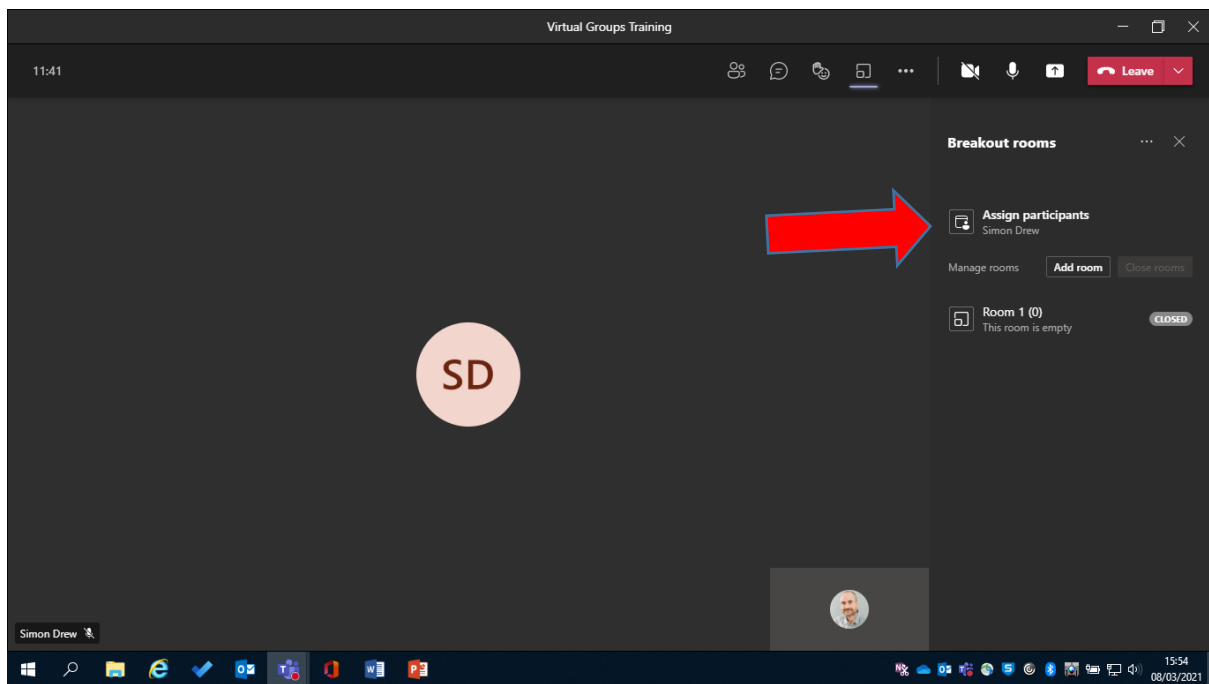 Virtual Groups Training
11:41
Leave
Breakout rooms
Assign participants
Simon Drew
Manage rooms Add room Close rooms
Room 1 (0)
This room is empty
CLOSED
SD
Simon Drew
15:54
08/03/2021